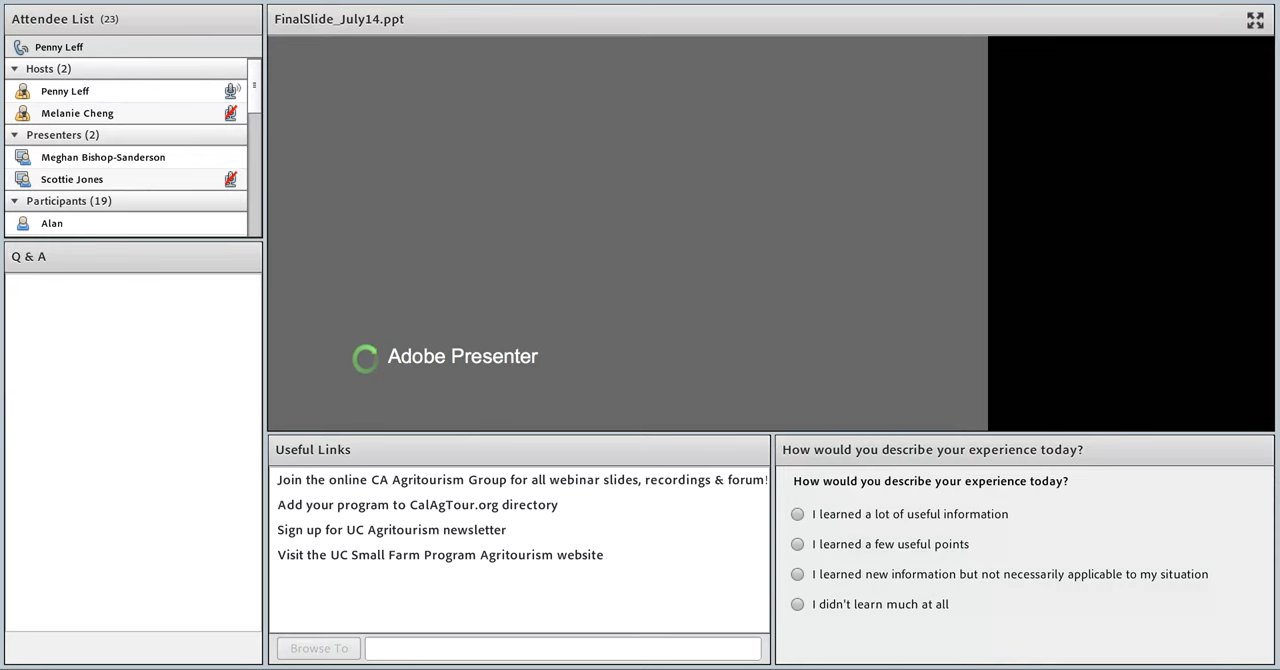 Attendee List (23)
Penny Leff
Hosts (2)
Penny Leff
Melanie Cheng
Presenters (2)
Meghan Bishop-Sanderson
Scottie Jones
Participants (19)
Alan
Q & A
FinalSlide_July14.ppt
Adobe Presenter
Useful Links
Join the online CA Agritourism Group for all webinar slides, recordings & forum!
Add your program to CalAgTour.org directory
Sign up for UC Agritourism newsletter
Visit the UC Small Farm Program Agritourism website
Browse To
How would you describe your experience today?
How would you describe your experience today?
I learned a lot of useful information
I learned a few useful points
I learned new information but not necessarily applicable to my situation
I didn't learn much at all